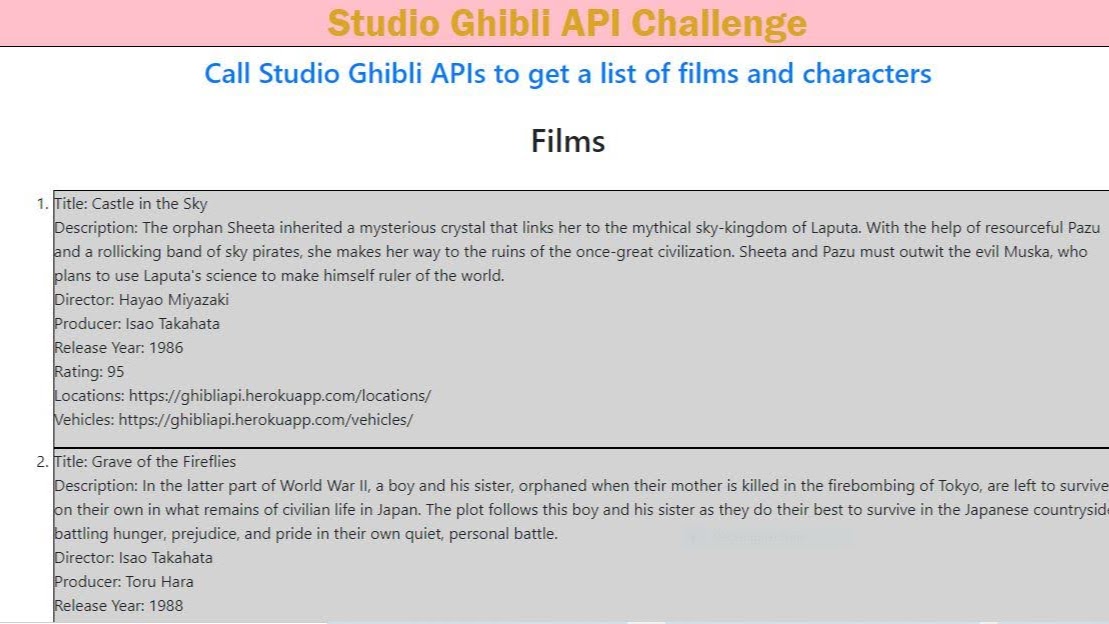 Studio Ghibli API Challenge
Call Studio Ghibli APIs to get a list of films and characters
Films
1. Title: Castle in the Sky
Description: The orphan Sheeta inherited a mysterious crystal that links her to the mythical sky-kingdom of Laputa. With the help of resourceful Pazu
and a rollicking band of sky pirates, she makes her way to the ruins of the once-great civilization. Sheeta and Pazu must outwit the evil Muska, who
plans to use Laputa's science to make himself ruler of the world.
Director: Hayao Miyazaki
Producer: Isao Takahata
Release Year: 1986
Rating: 95
Locations: https://ghibliapi.herokuapp.com/locations/
Vehicles: https://ghibliapi.herokuapp.com/vehicles/
2. Title: Grave of the Fireflies
Description: In the latter part of World War II, a boy and his sister, orphaned when their mother is killed in the firebombing of Tokyo, are left to survive
on their own in what remains of civilian life in Japan. The plot follows this boy and his sister as they do their best to survive in the Japanese countryside
battling hunger, prejudice, and pride in their own quiet, personal battle.
Director: Isao Takahata
Producer: Toru Hara
Release Year: 1988